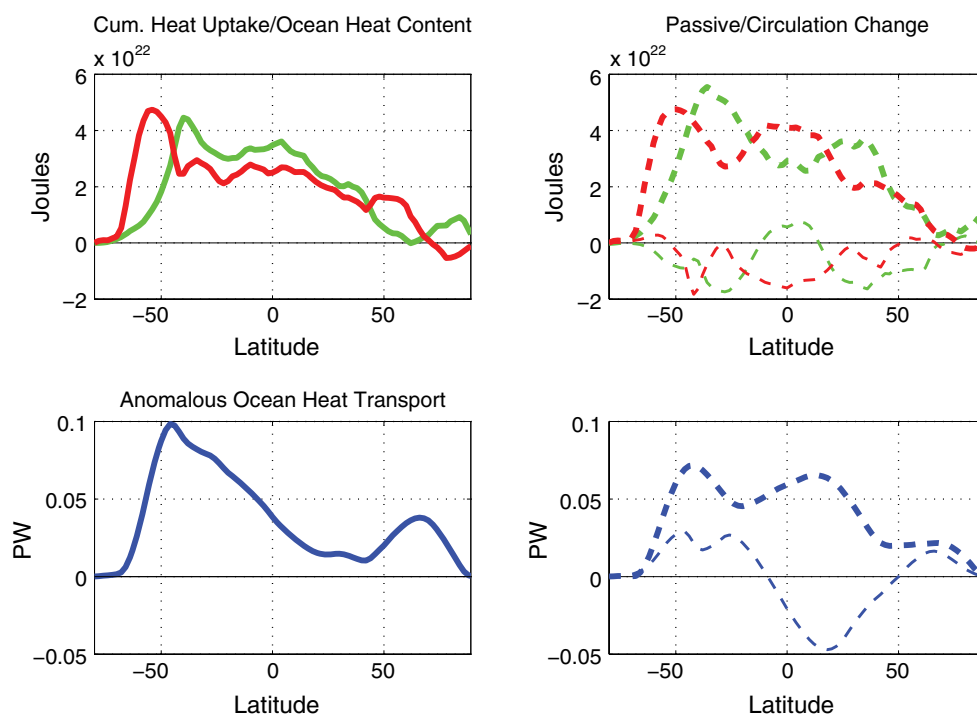 Cum. Heat Uptake/Ocean Heat Content
x 10^22
6
4
2
0
−2
Joules
−50
0
50
Latitude
Passive/Circulation Change
x 10^22
6
4
2
0
−2
Joules
−50
0
50
Latitude
Anomalous Ocean Heat Transport
0.1
0.05
0
−0.05
PW
−50
0
50
Latitude
0.1
0.05
0
−0.05
PW
−50
0
50
Latitude